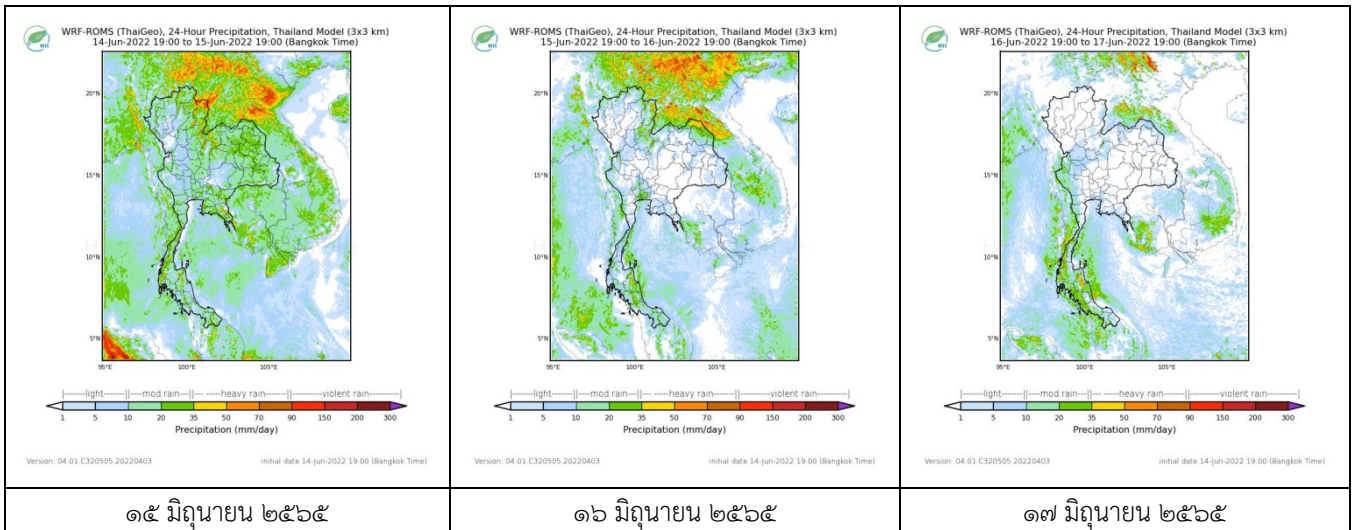 WRF-ROMS (ThaiGeo), 24-Hour Precipitation, Thailand Model (3x3 km)
14-Jun-2022 19:00 to 15-Jun-2022 19:00 (Bangkok Time)
HII
20°N
15°N
10°N
5°N
95°E 100°E 105°E
|-------light-------||---mod.rain---||--- ----heavy rain- ---||--------violent rain--------|
1 5 10 20 35 50 70 90 150 200 300
Precipitation (mm/day)
Version: 04.01.C320505.20220403 initial date 14-Jun-2022 19:00 (Bangkok Time)
๑๕ มิถุนายน ๒๕๖๕
WRF-ROMS (ThaiGeo), 24-Hour Precipitation, Thailand Model (3x3 km)
15-Jun-2022 19:00 to 16-Jun-2022 19:00 (Bangkok Time)
HII
20°N
15°N
10°N
5°N
95°E 100°E 105°E
|-------light-------||---mod.rain---||--- ----heavy rain- ---||--------violent rain--------|
1 5 10 20 35 50 70 90 150 200 300
Precipitation (mm/day)
Version: 04.01.C320505.20220403 initial date 14-Jun-2022 19:00 (Bangkok Time)
๑๖ มิถุนายน ๒๕๖๕
WRF-ROMS (ThaiGeo), 24-Hour Precipitation, Thailand Model (3x3 km)
16-Jun-2022 19:00 to 17-Jun-2022 19:00 (Bangkok Time)
HII
20°N
15°N
10°N
5°N
95°E 100°E 105°E
|-------light-------||---mod.rain---||--- ----heavy rain- ---||--------violent rain--------|
1 5 10 20 35 50 70 90 150 200 300
Precipitation (mm/day)
Version: 04.01.C320505.20220403 initial date 14-Jun-2022 19:00 (Bangkok Time)
๑๗ มิถุนายน ๒๕๖๕